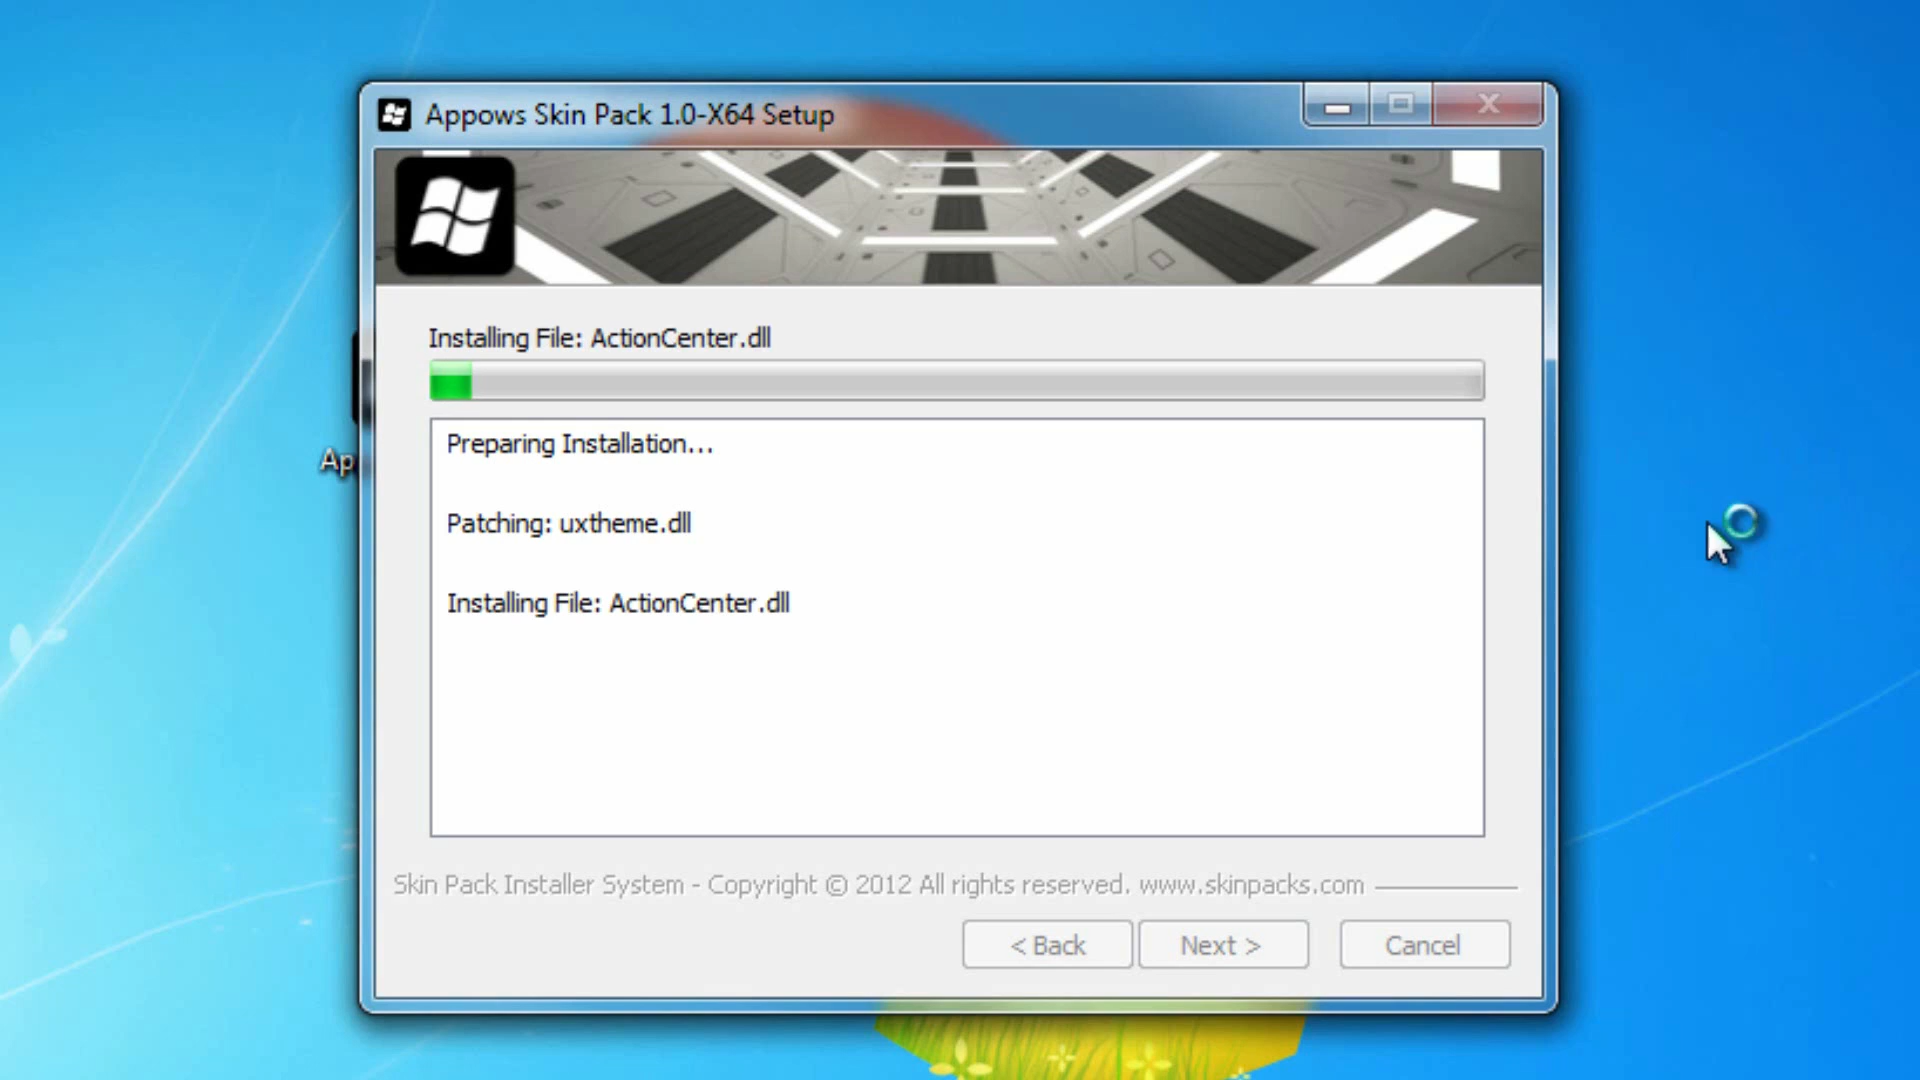 Appows Skin Pack 1.0-X64 Setup
Installing File: ActionCenter.dll
Preparing Installation...
Patching: uxtheme.dll
Installing File: ActionCenter.dll
Ap
Skin Pack Installer System - Copyright © 2012 All rights reserved. www.skinpacks.com
< Back
Next >
Cancel